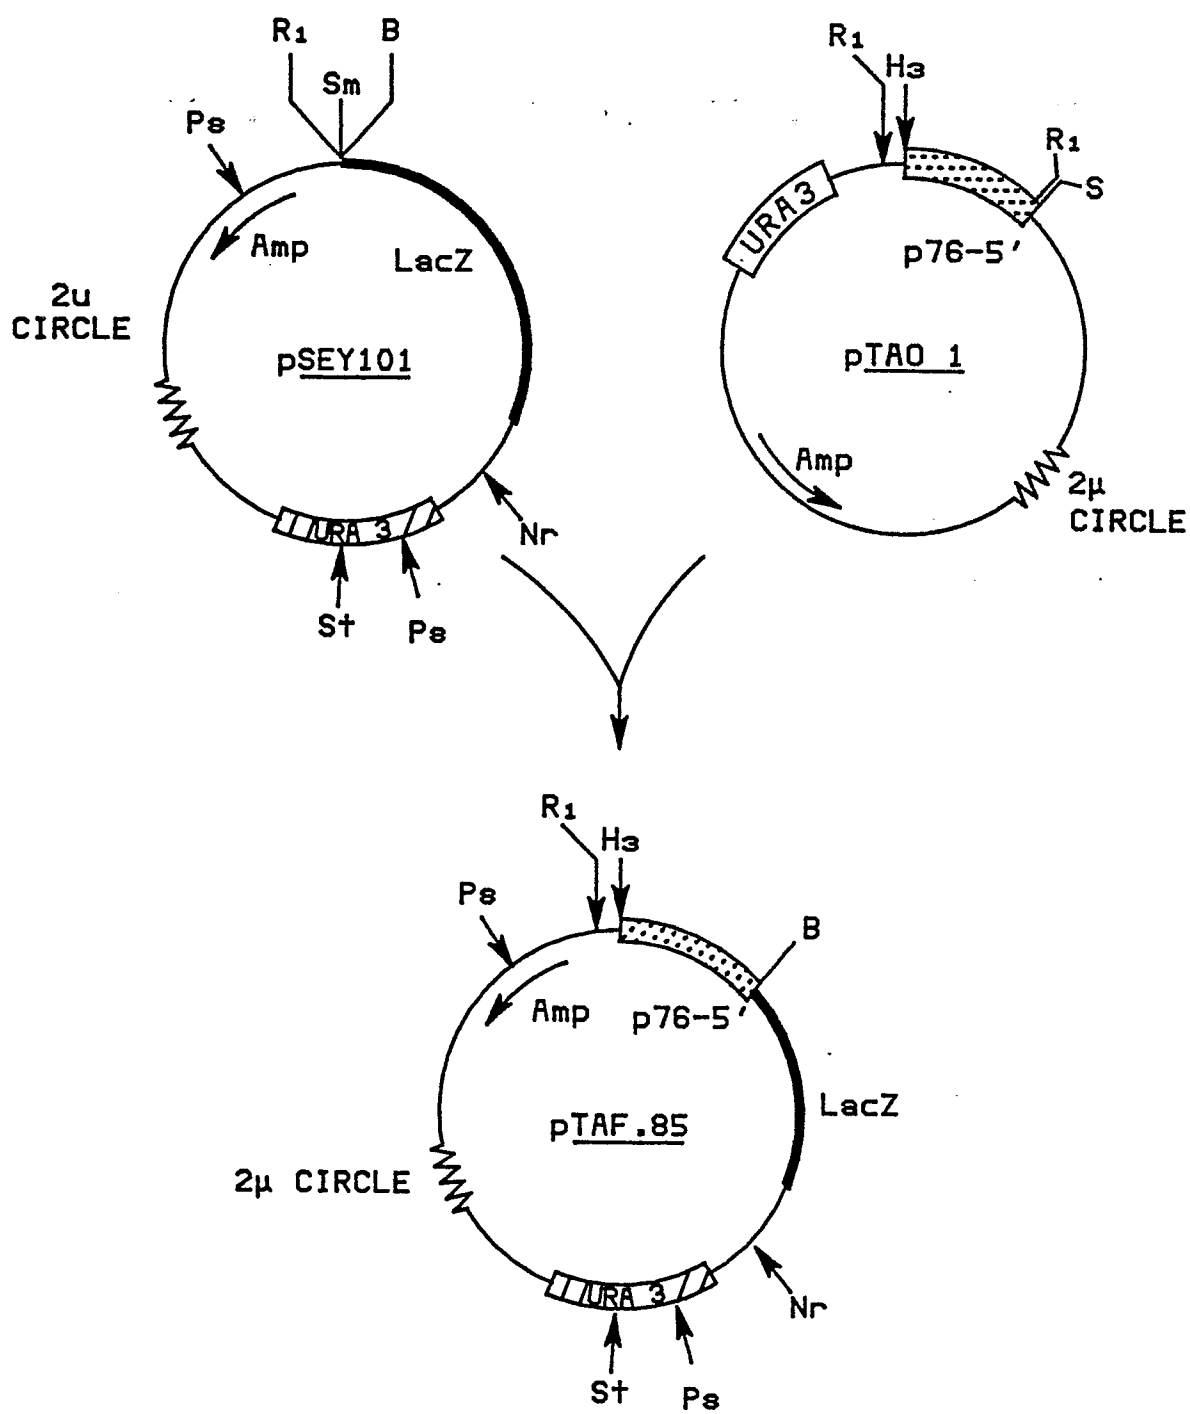 R1
B
Sm
Ps
Amp
LacZ
2u
CIRCLE
pSEY101
URA 3
Nr
St
Ps
R1
H3
R1
S
URA3
p76-5′
pTAO 1
Amp
2μ
CIRCLE
R1
H3
Ps
B
Amp
p76-5′
LacZ
pTAF.85
2μ CIRCLE
URA 3
Nr
St
Ps